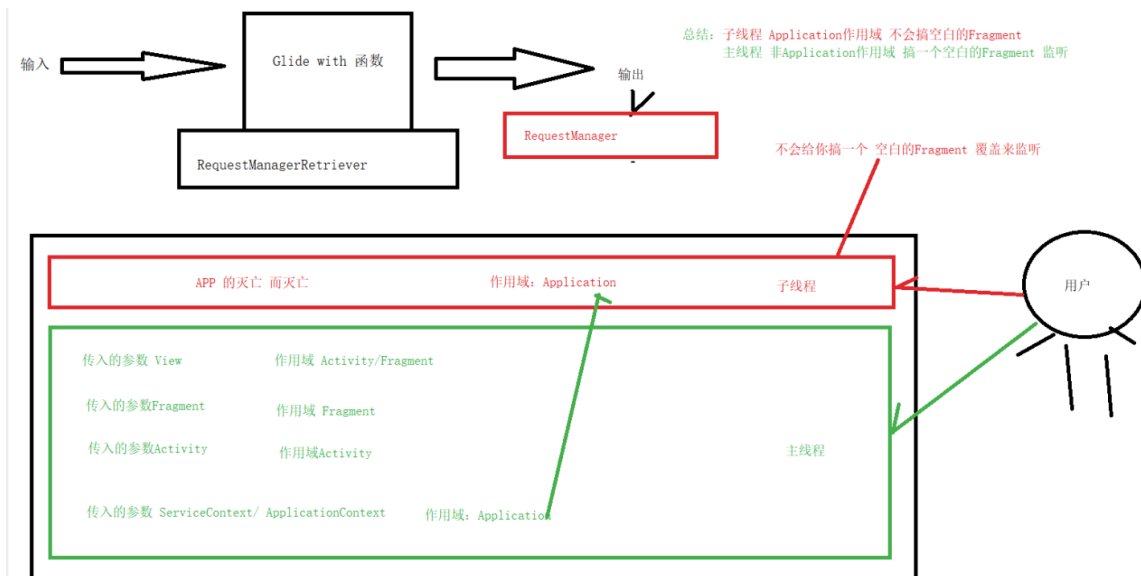 总结: 子线程 Application作用域 不会搞空白的Fragment
主线程 非Application作用域 搞一个空白的Fragment 监听
输入
Glide with 函数
输出
RequestManager
RequestManagerRetriever
不会给你搞一个 空白的Fragment 覆盖来监听
APP 的灭亡 而灭亡
作用域: Application
子线程
用户
传入的参数 View
作用域 Activity/Fragment
传入的参数Fragment
作用域 Fragment
传入的参数Activity
作用域Activity
主线程
传入的参数 ServiceContext/ ApplicationContext
作用域: Application